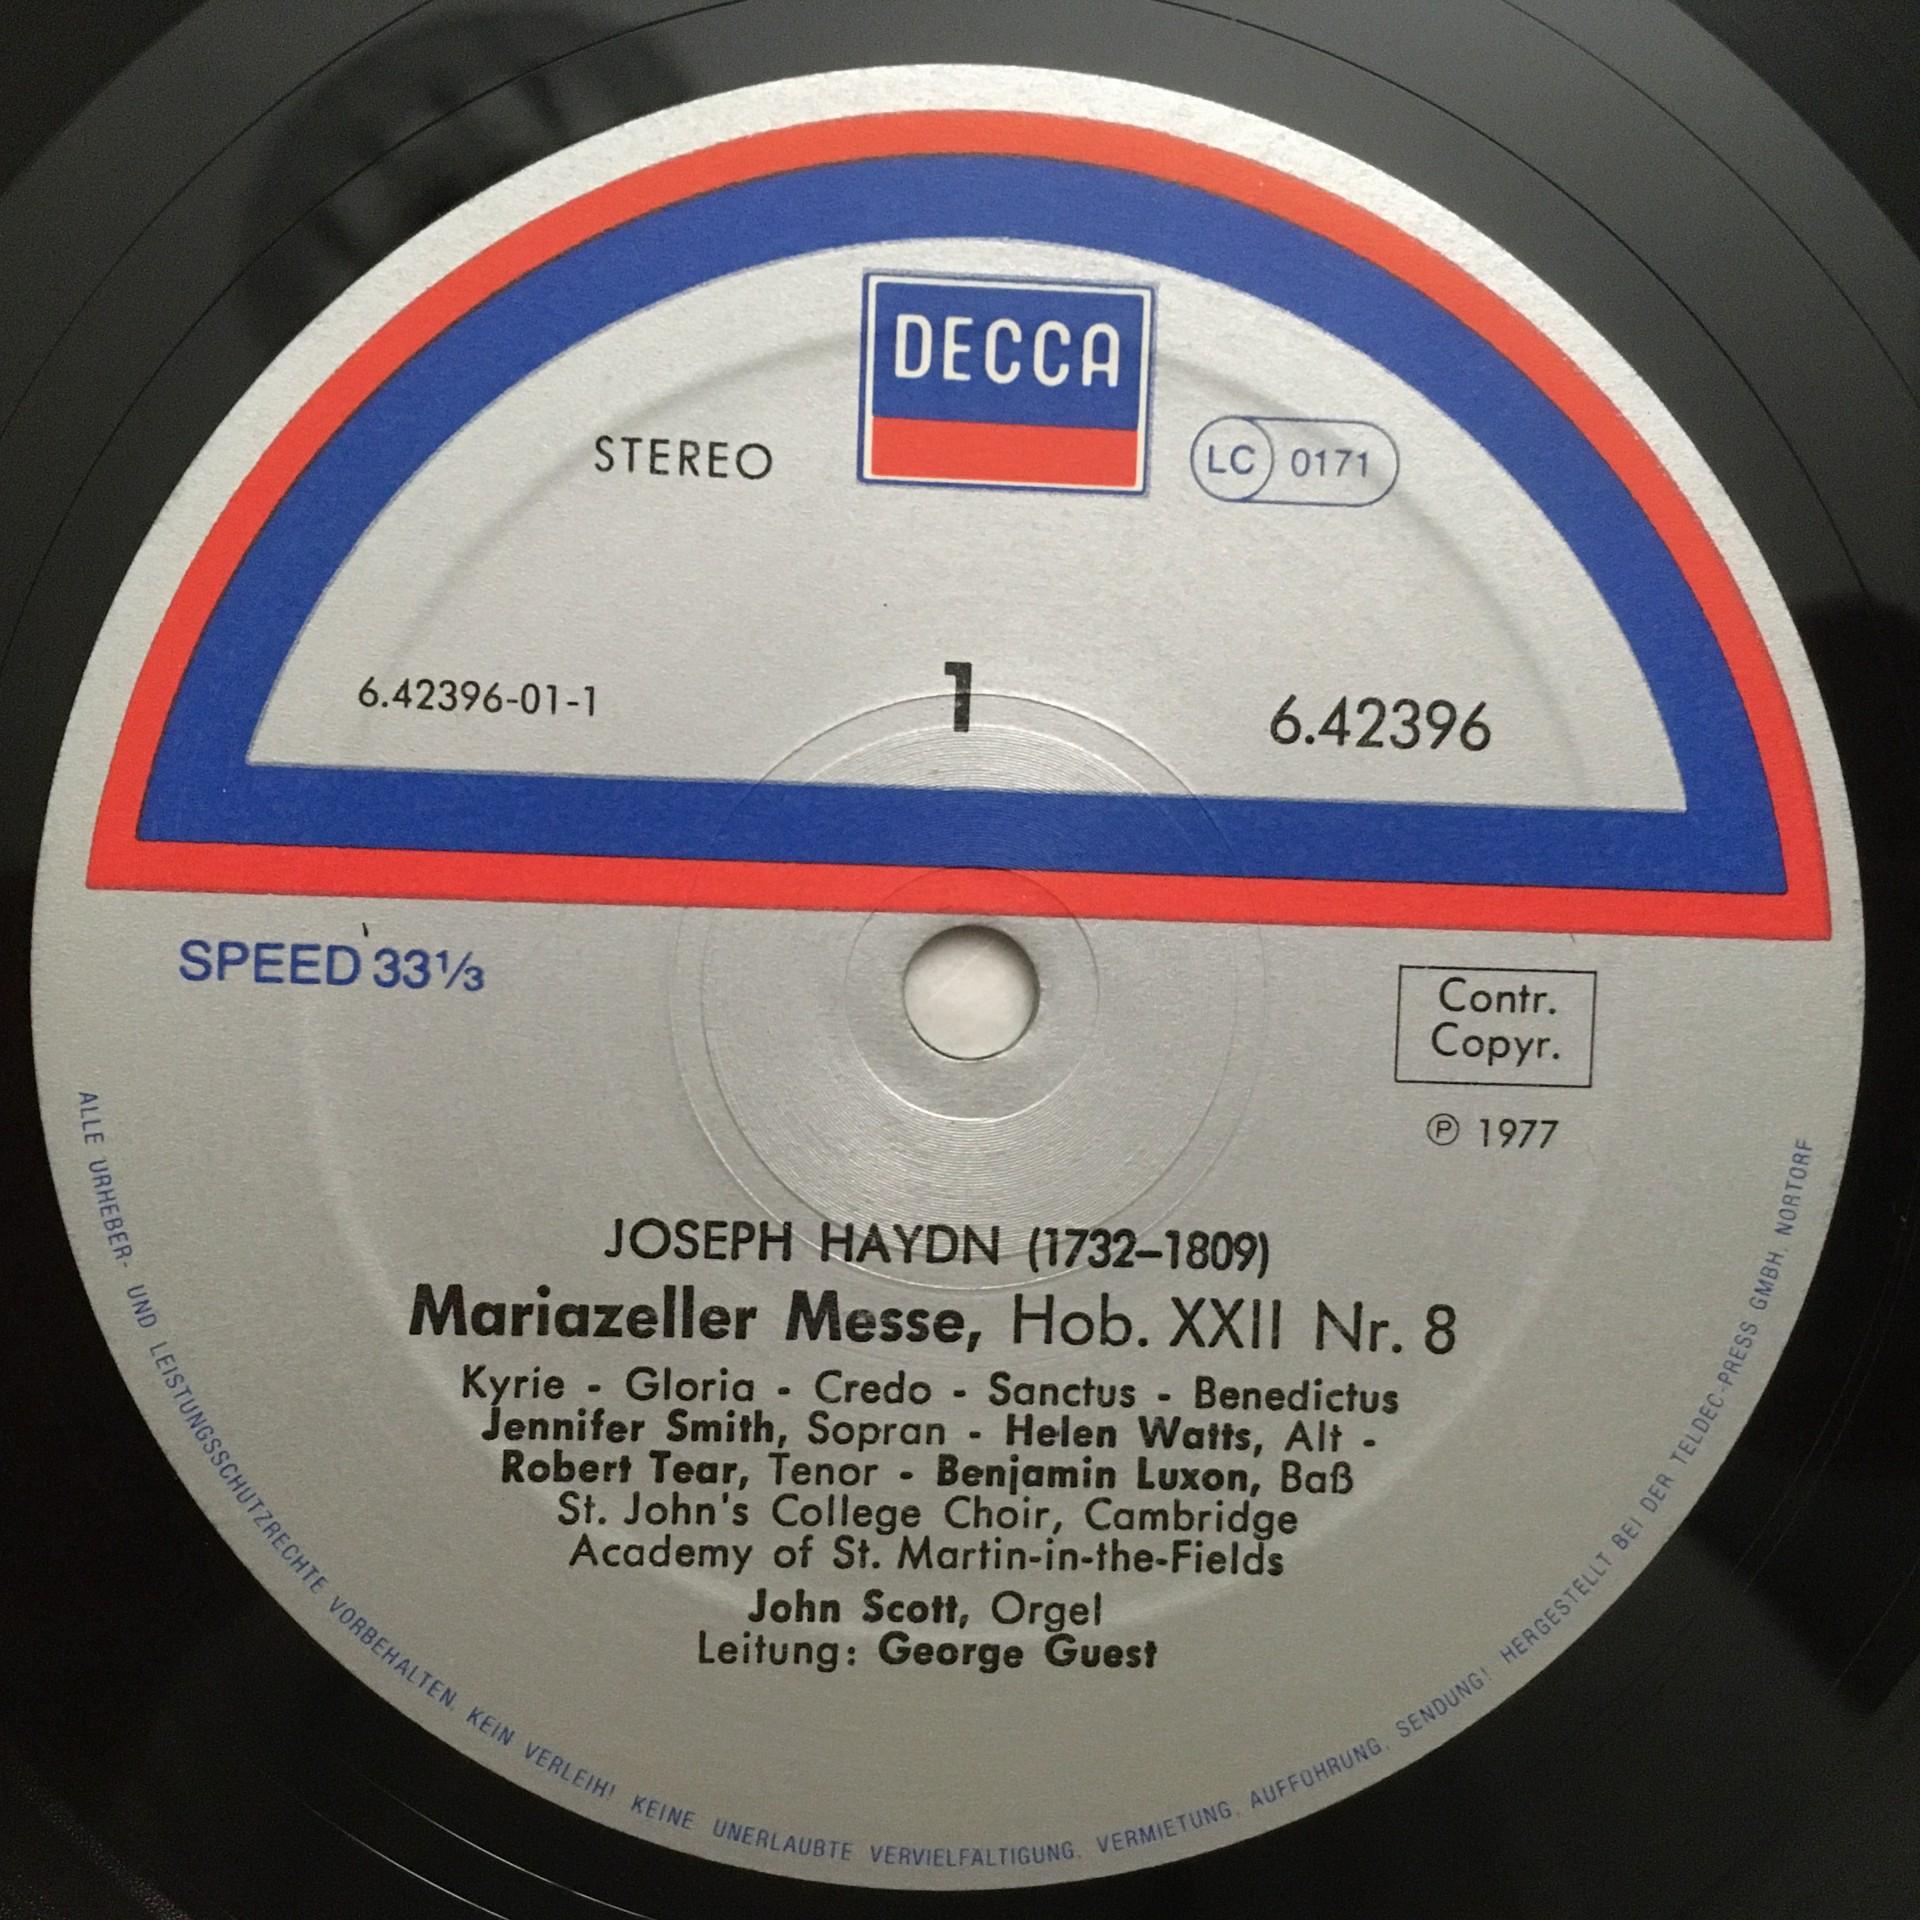 DECCA
STEREO
LC 0171
6.42396-01-1
1
6.42396
SPEED 33⅓
Contr.
Copyr.
℗ 1977
JOSEPH HAYDN (1732–1809)
Mariazeller Messe, Hob. XXII Nr. 8
Kyrie - Gloria - Credo - Sanctus - Benedictus
Jennifer Smith, Sopran - Helen Watts, Alt -
Robert Tear, Tenor - Benjamin Luxon, Baß
St. John's College Choir, Cambridge
Academy of St. Martin-in-the-Fields
John Scott, Orgel
Leitung: George Guest
ALLE URHEBER- UND LEISTUNGSSCHUTZRECHTE VORBEHALTEN. KEIN VERLEIH! KEINE UNERLAUBTE VERVIELFÄLTIGUNG, VERMIETUNG, AUFFÜHRUNG, SENDUNG! HERGESTELLT BEI DER TELDEC-PRESS GMBH, NORTORF